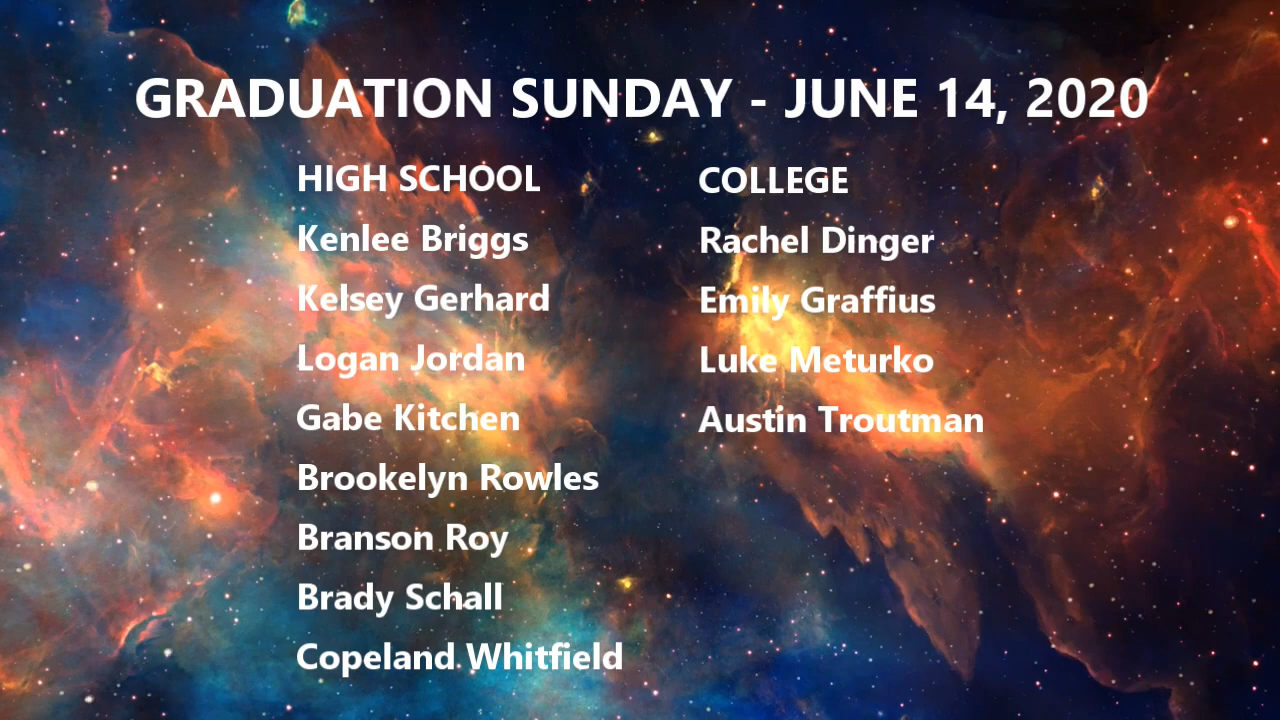 GRADUATION SUNDAY - JUNE 14, 2020
HIGH SCHOOL
Kenlee Briggs
Kelsey Gerhard
Logan Jordan
Gabe Kitchen
Brookelyn Rowles
Branson Roy
Brady Schall
Copeland Whitfield
COLLEGE
Rachel Dinger
Emily Graffius
Luke Meturko
Austin Troutman